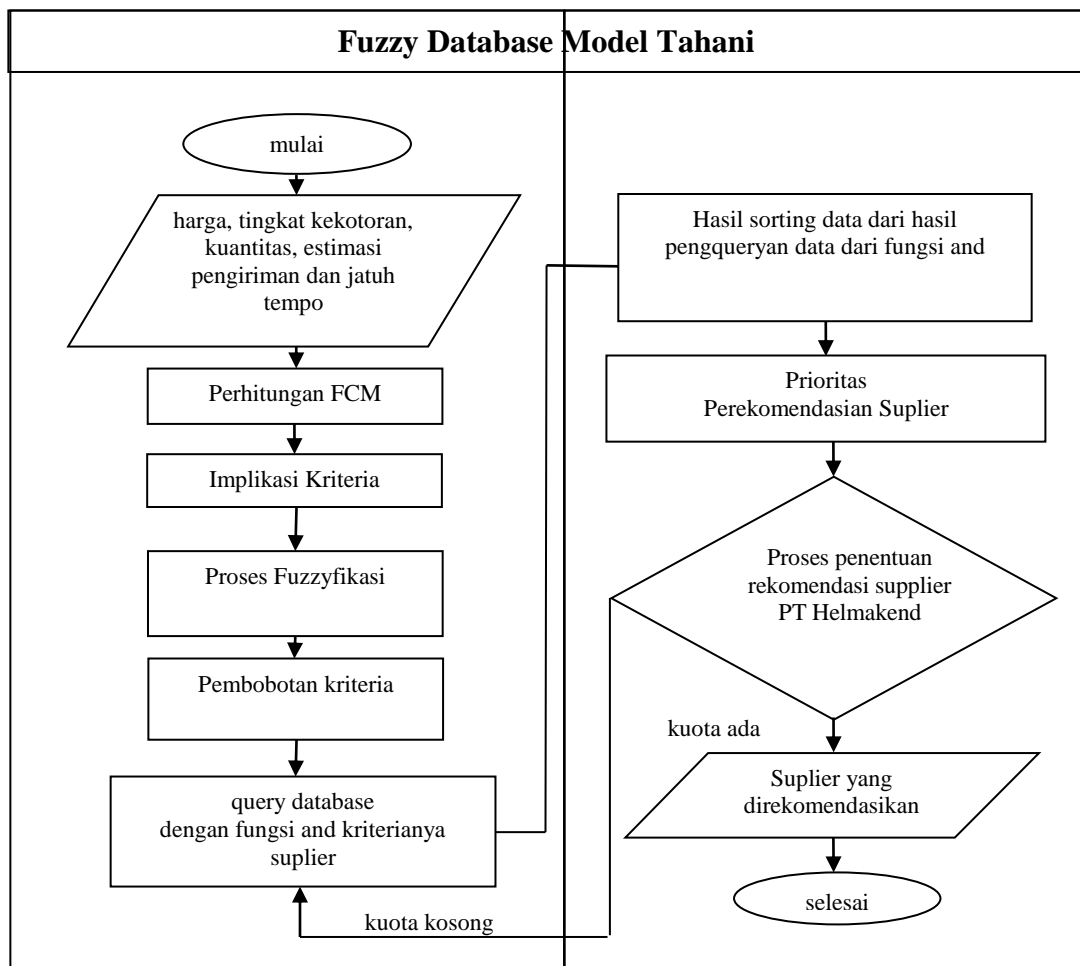 Fuzzy Database Model Tahani
mulai
harga, tingkat kekotoran,
kuantitas, estimasi
pengiriman dan jatuh
tempo
Perhitungan FCM
Implikasi Kriteria
Proses Fuzzyfikasi
Pembobotan kriteria
query database
dengan fungsi and kriterianya
suplier
kuota kosong
Hasil sorting data dari hasil
pengqueryan data dari fungsi and
Prioritas
Perekomendasian Suplier
Proses penentuan
rekomendasi supplier
PT Helmakend
kuota ada
Suplier yang
direkomendasikan
selesai